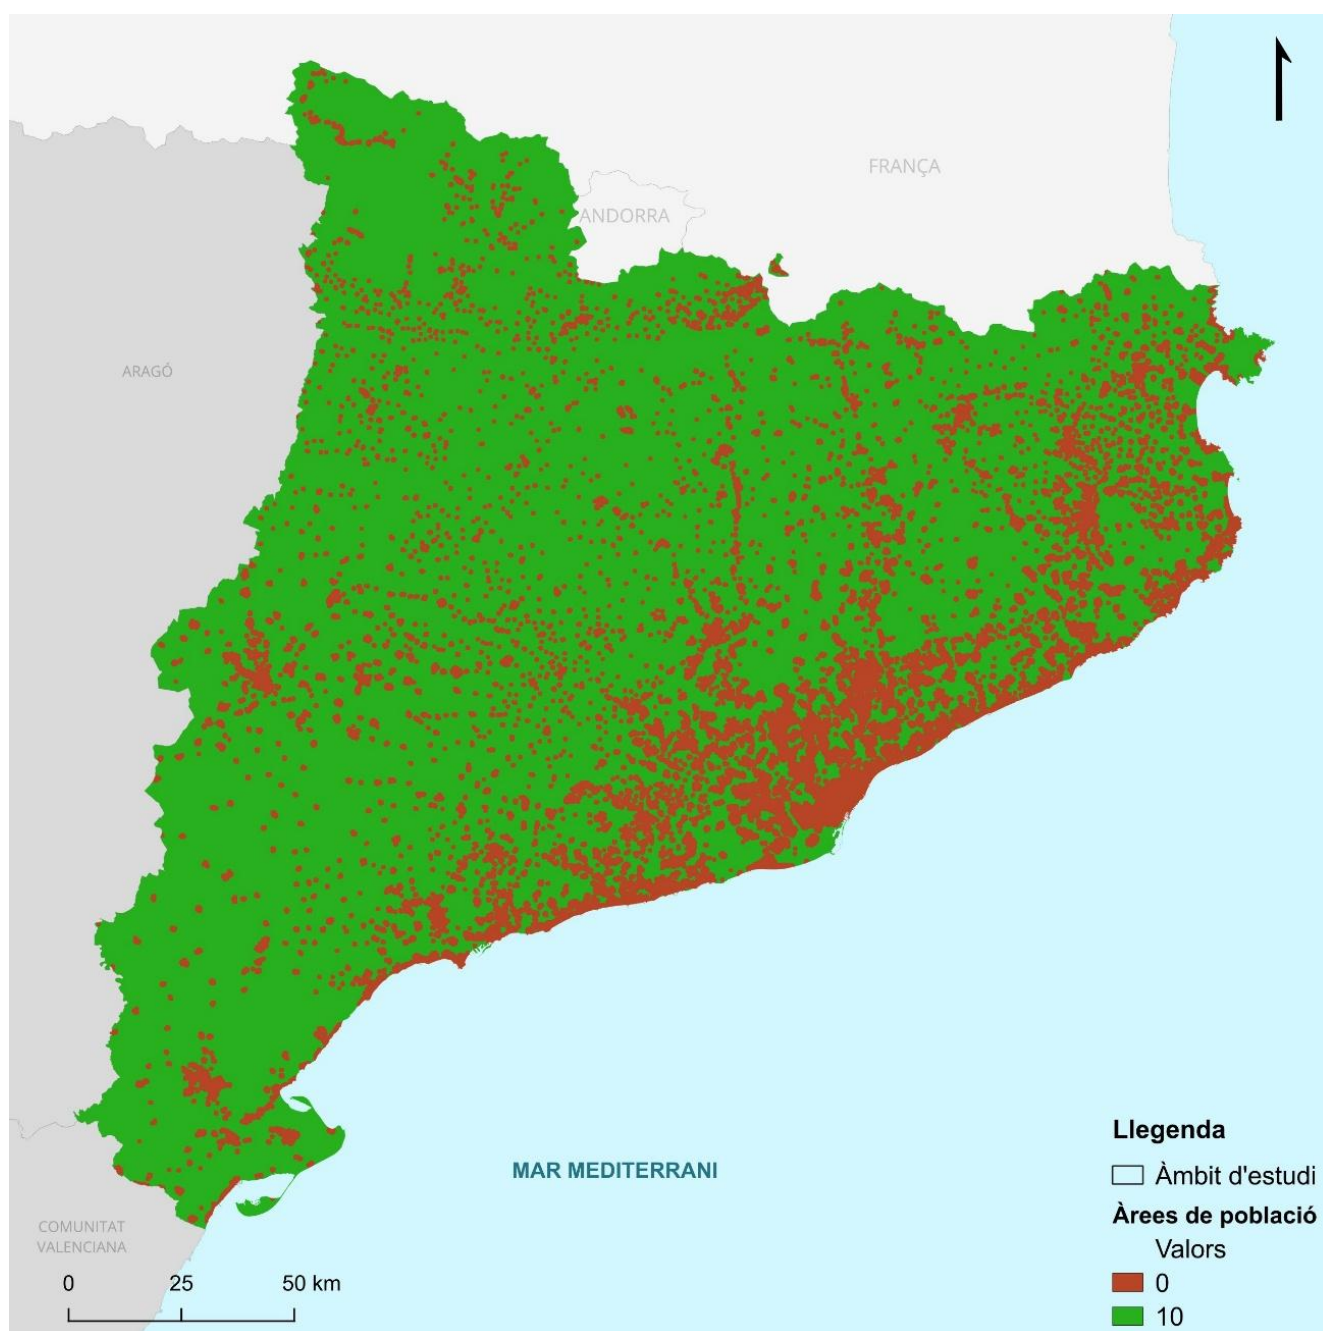 FRANÇA
ANDORRA
ARAGÓ
MAR MEDITERRANI
COMUNITAT
VALENCIANA
0 25 50 km
Llegenda
Àmbit d'estudi
Àrees de població
Valors
0
10